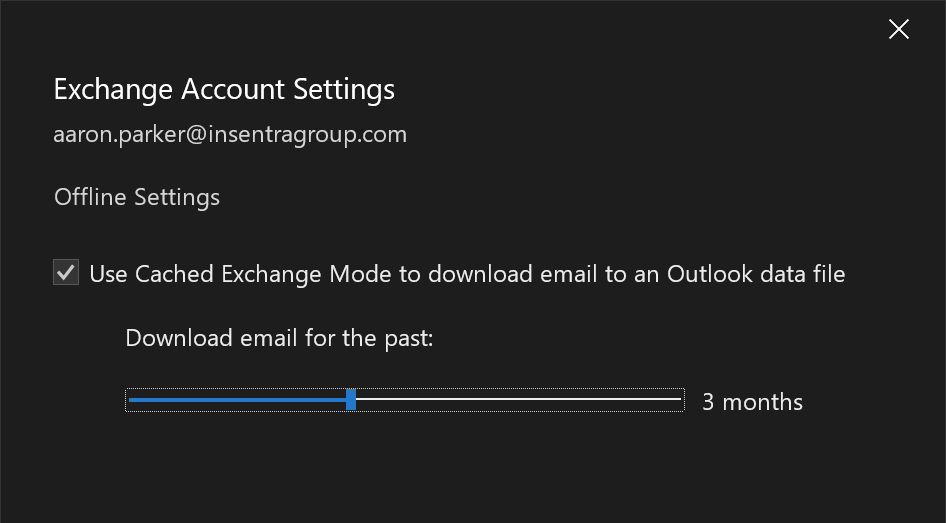 Exchange Account Settings
aaron.parker@insentragroup.com
Offline Settings
Use Cached Exchange Mode to download email to an Outlook data file
Download email for the past:
3 months